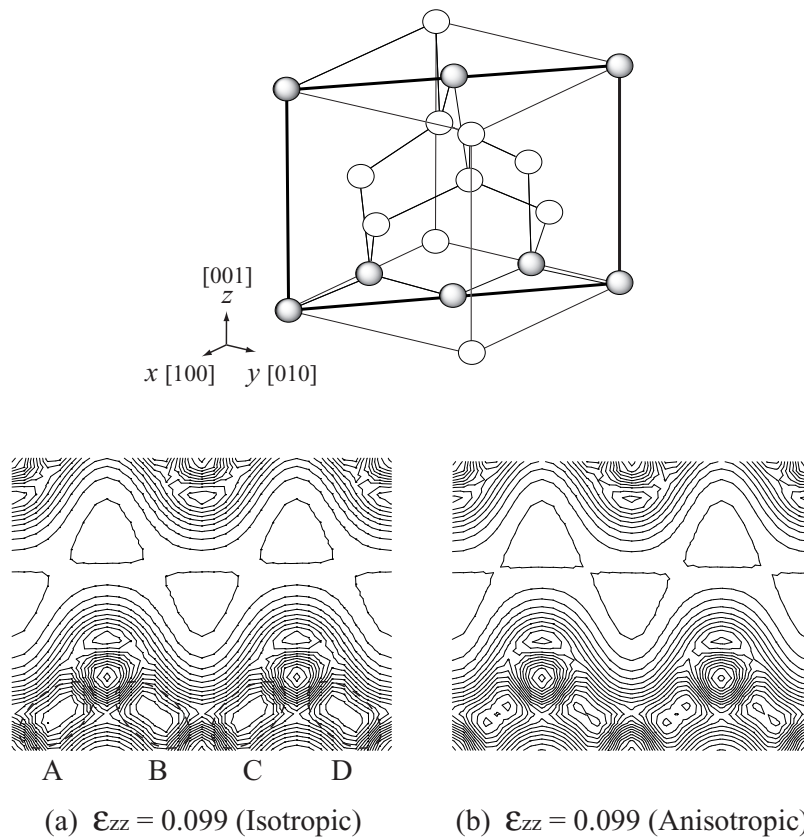 [001]
z
x [100]
y [010]
A B C D
(a) εzz = 0.099 (Isotropic)
(b) εzz = 0.099 (Anisotropic)